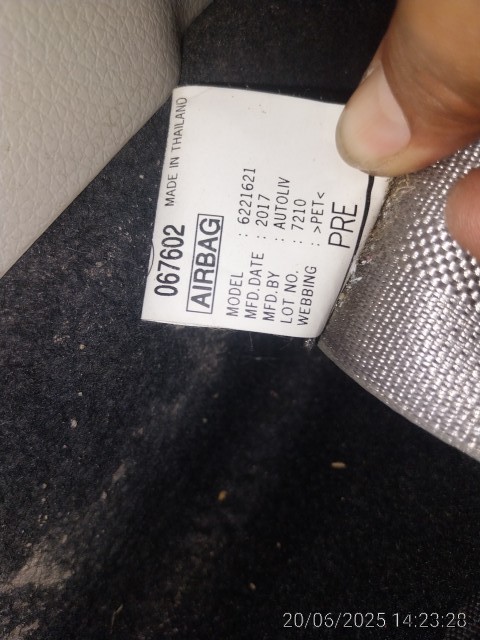 067602 MADE IN THAILAND
AIRBAG
MODEL : 6221621
MFD.DATE : 2017
MFD.BY : AUTOLIV
LOT NO. : 7210
WEBBING : >PET<
PRE
20/06/2025 14:23:28